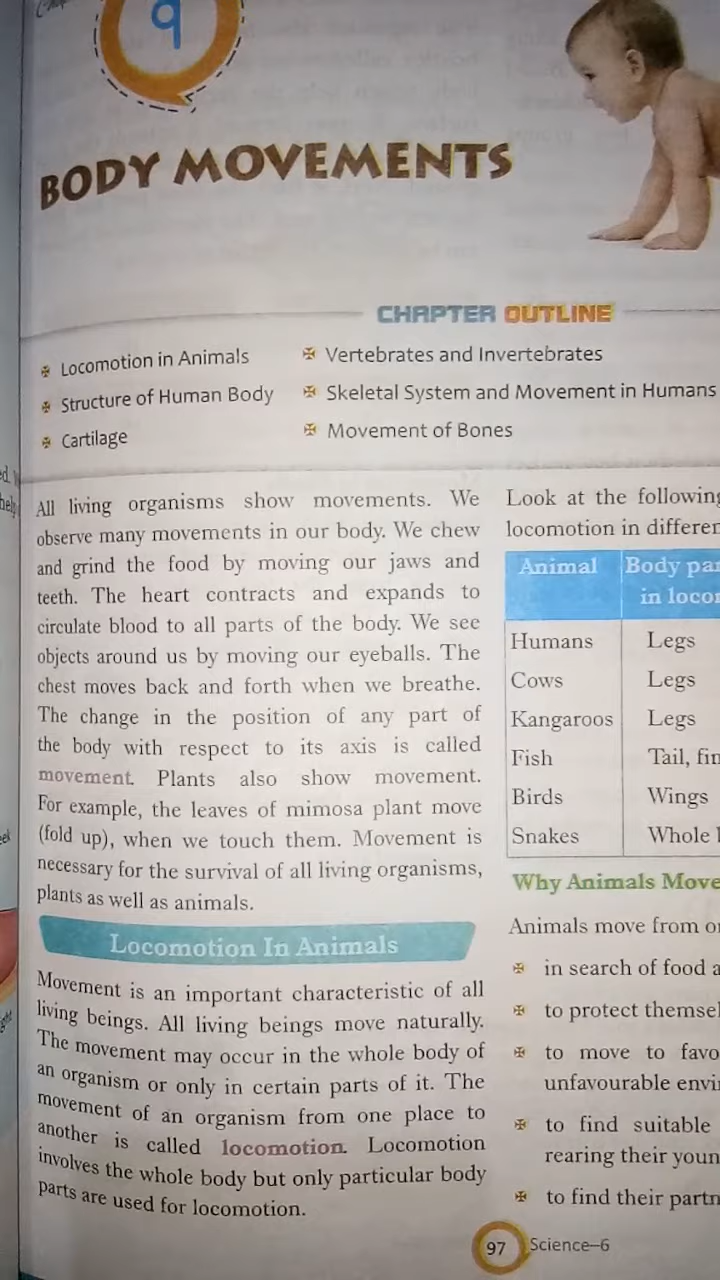 9
BODY MOVEMENTS
CHAPTER OUTLINE
Locomotion in Animals
Structure of Human Body
Cartilage
Vertebrates and Invertebrates
Skeletal System and Movement in Humans
Movement of Bones
All living organisms show movements. We
observe many movements in our body. We chew
and grind the food by moving our jaws and
teeth. The heart contracts and expands to
circulate blood to all parts of the body. We see
objects around us by moving our eyeballs. The
chest moves back and forth when we breathe.
The change in the position of any part of
the body with respect to its axis is called
movement. Plants also show movement.
For example, the leaves of mimosa plant move
(fold up), when we touch them. Movement is
necessary for the survival of all living organisms,
plants as well as animals.
Locomotion In Animals
Movement is an important characteristic of all
living beings. All living beings move naturally.
The movement may occur in the whole body of
an organism or only in certain parts of it. The
movement of an organism from one place to
another is called locomotion. Locomotion
involves the whole body but only particular body
parts are used for locomotion.
Look at the following
locomotion in
Animal Body
in
Humans Legs
Cows Legs
Kangaroos Legs
Fish Tail,
Birds Wings
Snakes Whole
Why Animals Move
Animals move from
in search of food
to protect
to move to
unfavourable
to find suitable
rearing their
to find their
97 Science–6